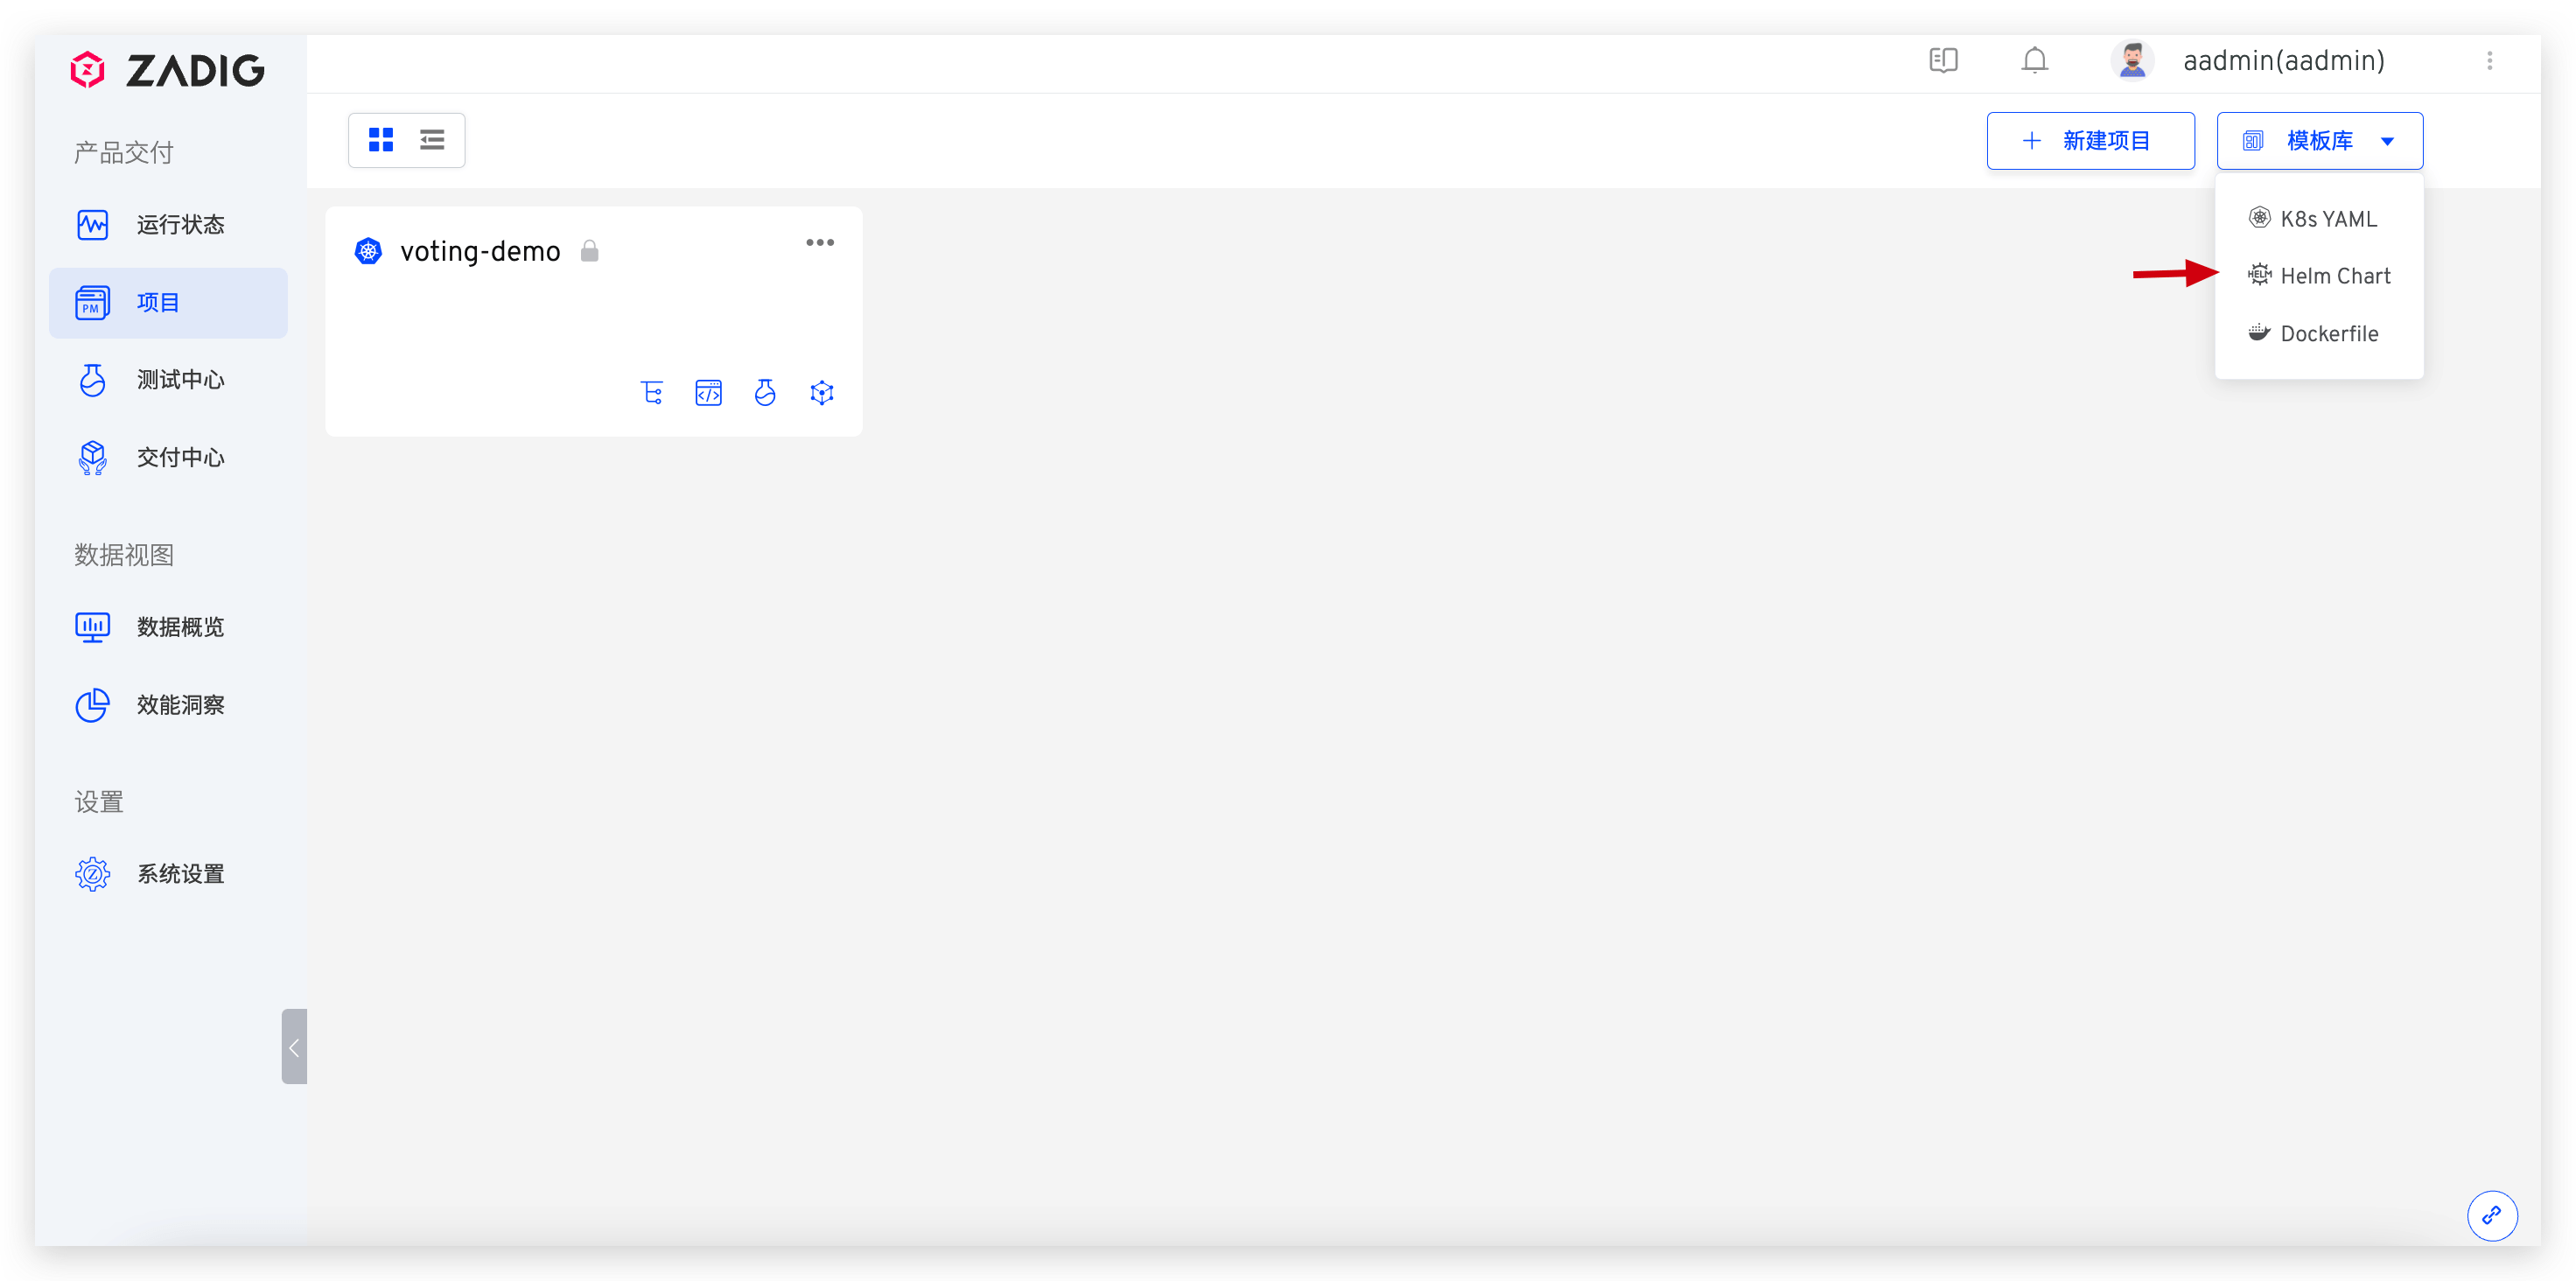 ZADIG
aadmin(aadmin)
产品交付
运行状态
PM
项目
测试中心
交付中心
数据视图
数据概览
效能洞察
设置
Z
系统设置
新建项目
模板库
K8s YAML
HELM
Helm Chart
Dockerfile
voting-demo